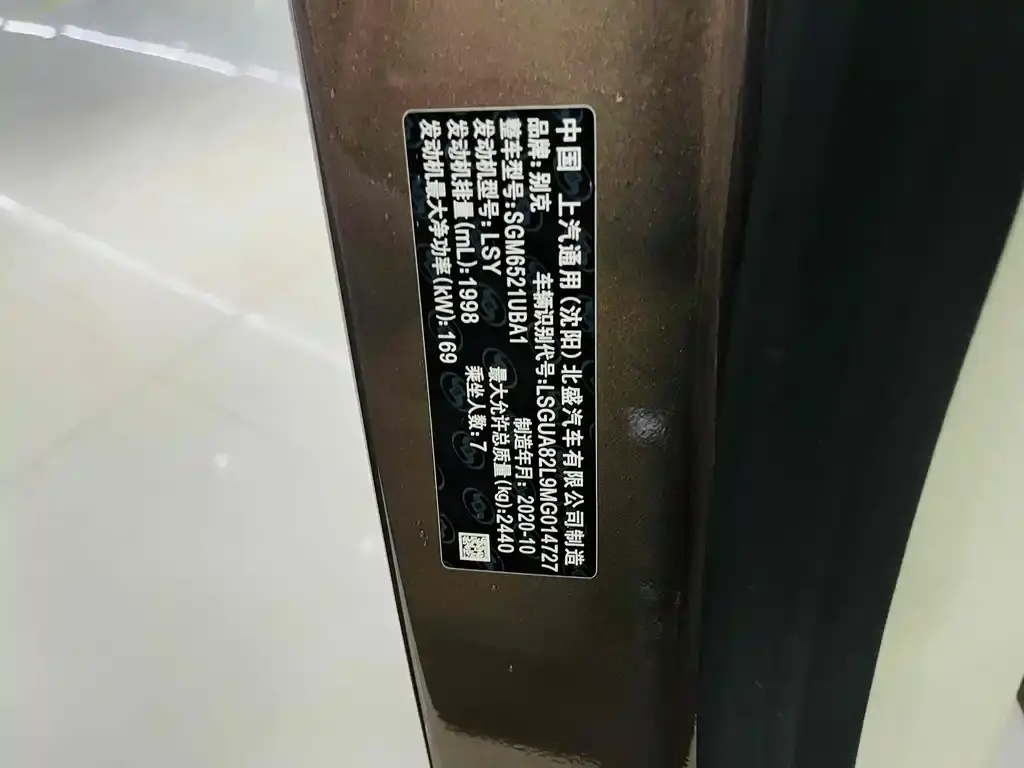 中国 上汽通用(沈阳)北盛汽车有限公司制造
品牌:别克 车辆识别代号:LSGUA82L9MG014727
整车型号:SGM6521UBA1 制造年月: 2020-10
发动机型号: LSY 最大允许总质量(kg):2440
发动机排量(mL):1998 乘坐人数:7
发动机最大净功率(kW): 169